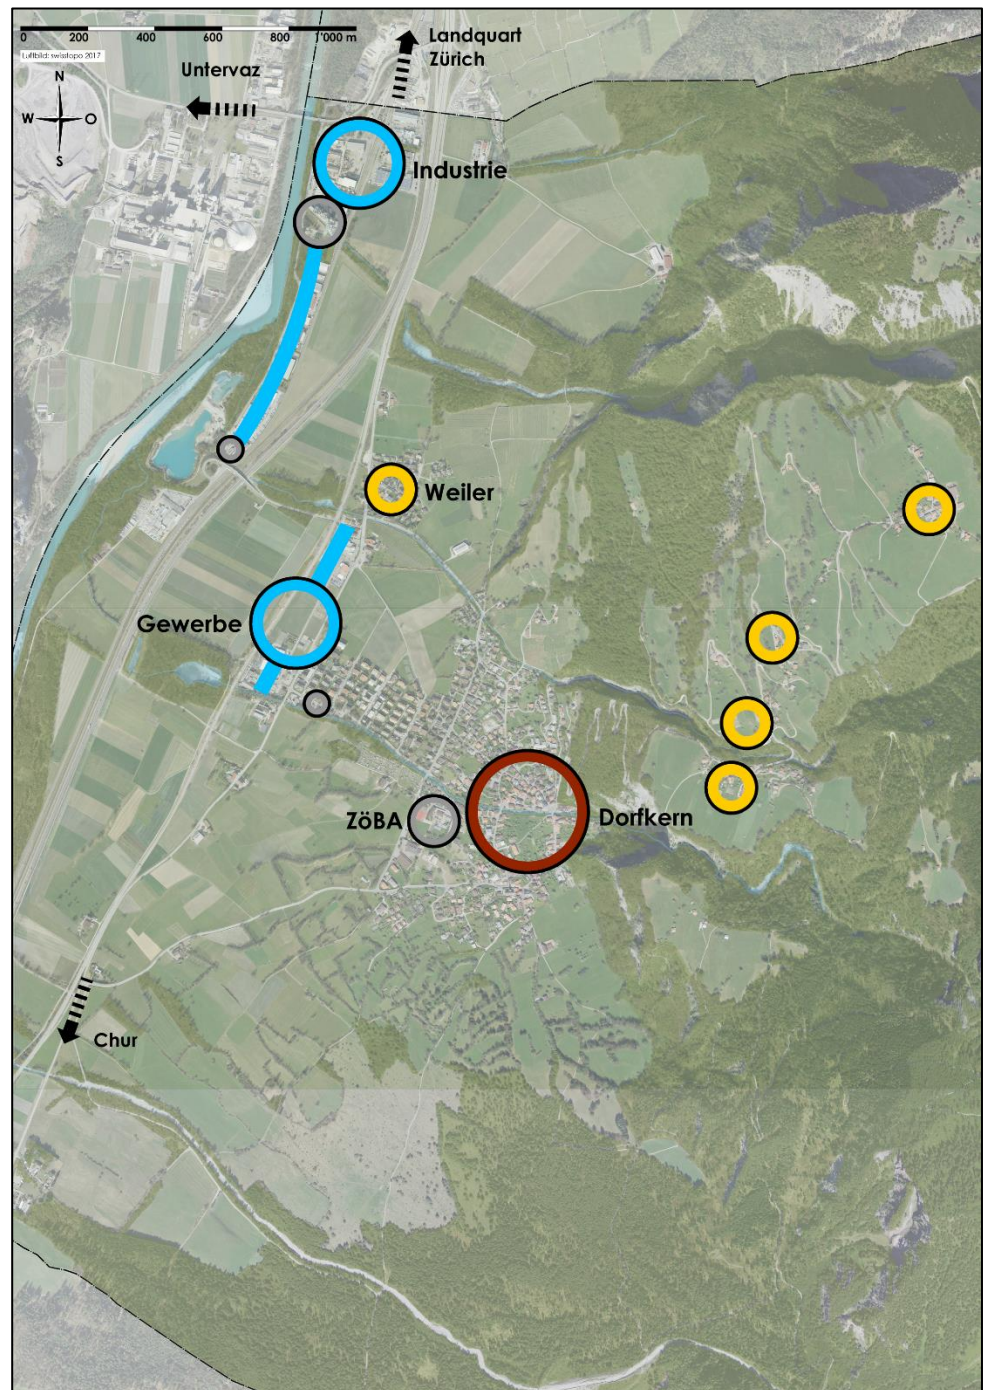 0 200 400 600 800 1'000 m
Luftbild: swisstopo 2017
N
W O
S
Untervaz
Landquart
Zürich
Industrie
Weiler
Gewerbe
ZöBA
Dorfkern
Chur